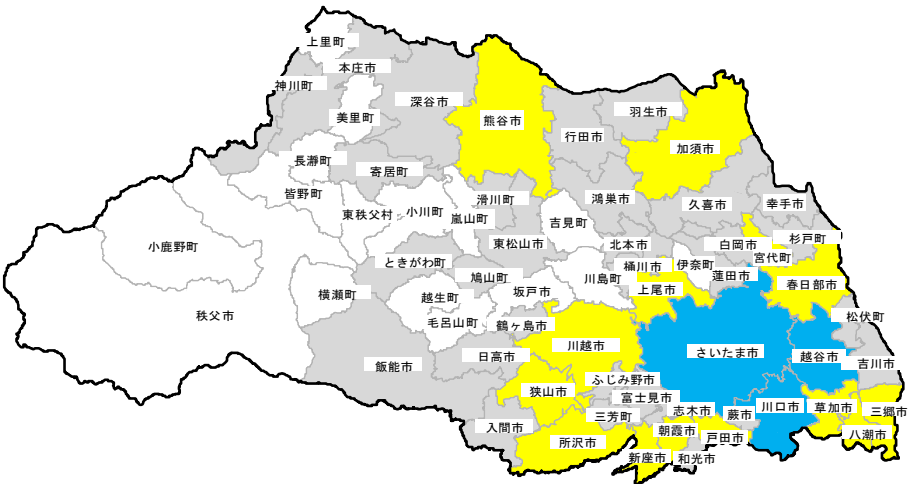 上里町
本庄市
神川町
深谷市
美里町
熊谷市
羽生市
行田市
加須市
長瀞町
寄居町
皆野町
滑川町
鴻巣市
久喜市
幸手市
東秩父村
小川町
嵐山町
吉見町
小鹿野町
東松山市
北本市
白岡市
杉戸町
ときがわ町
桶川市
伊奈町
宮代町
鳩山町
川島町
蓮田市
横瀬町
越生町
坂戸市
上尾市
春日部市
秩父市
毛呂山町
鶴ヶ島市
松伏町
川越市
さいたま市
日高市
越谷市
飯能市
吉川市
ふじみ野市
狭山市
富士見市
三芳町
志木市
蕨市
川口市
草加市
三郷市
入間市
朝霞市
所沢市
戸田市
八潮市
新座市
和光市